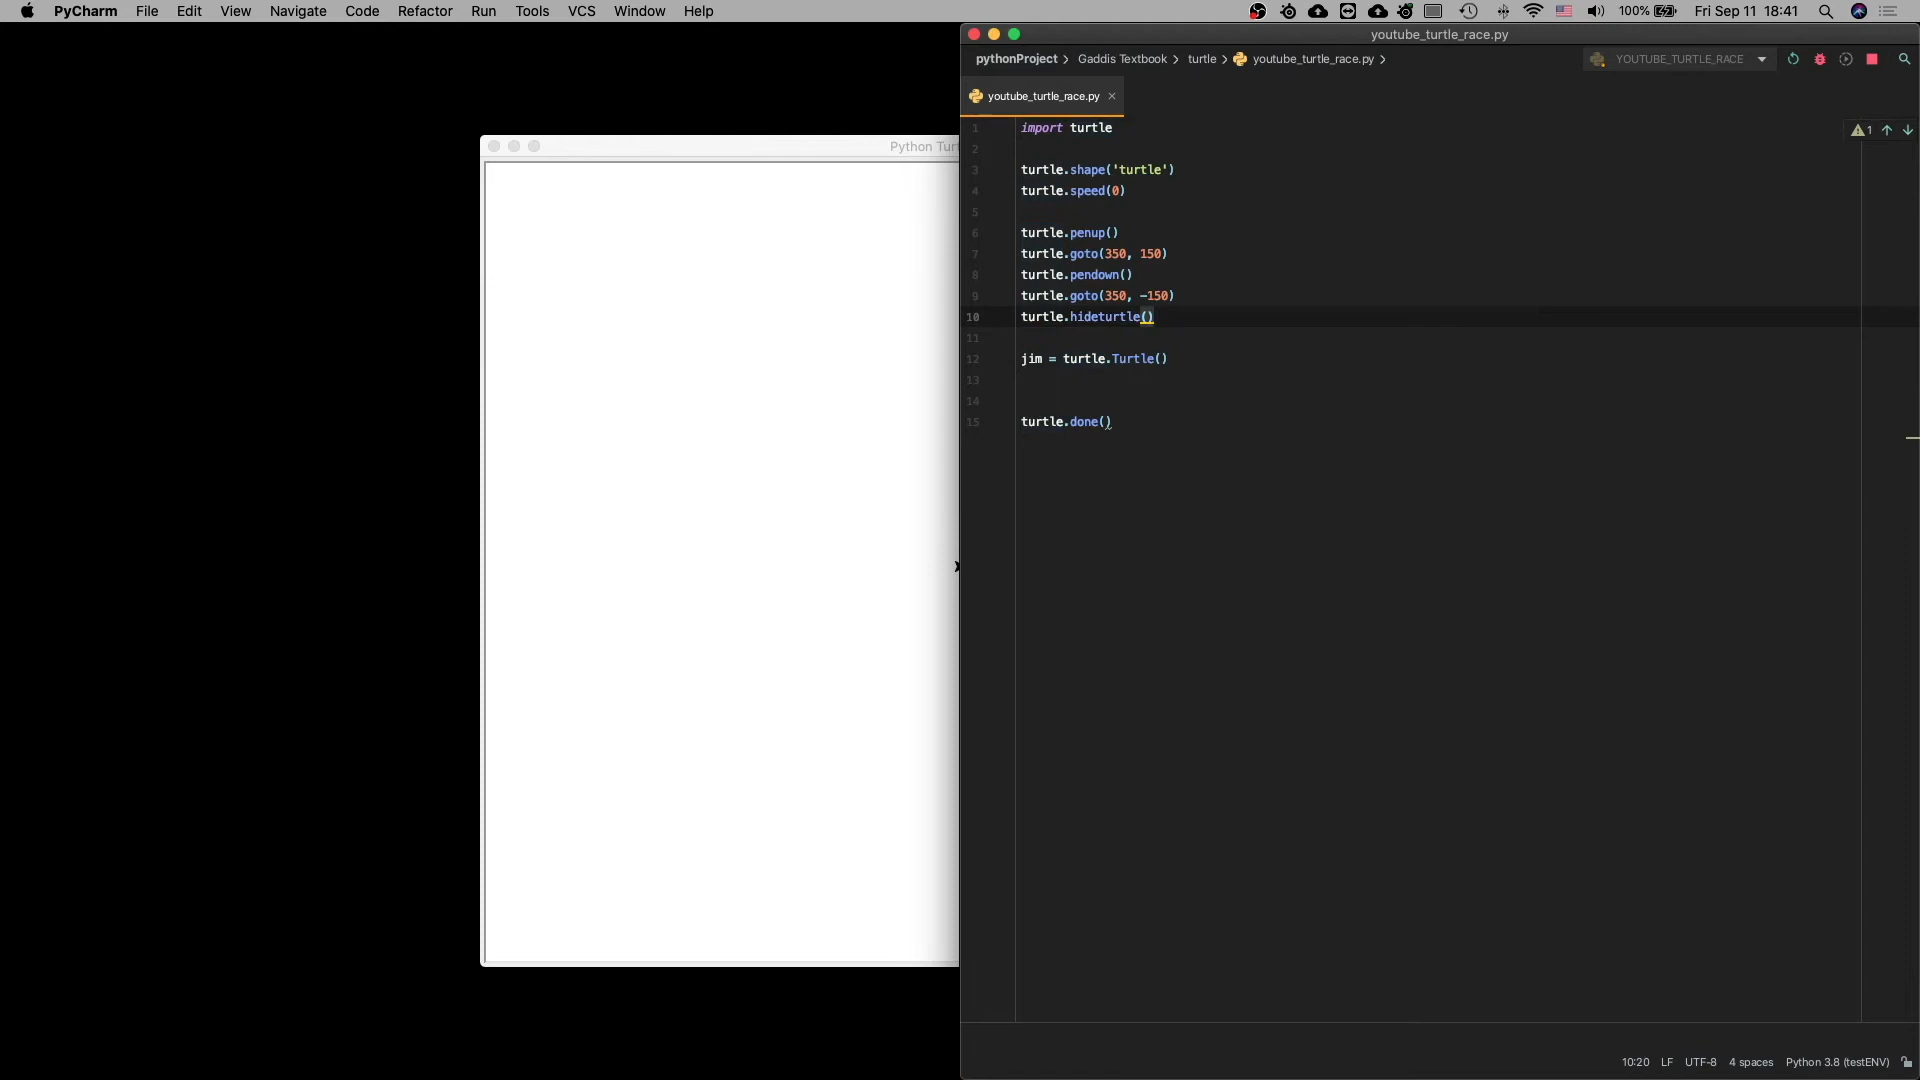 PyCharm File Edit View Navigate Code Refactor Run Tools VCS Window Help 100% Fri Sep 11 18:41
youtube_turtle_race.py
pythonProject Gaddis Textbook turtle youtube_turtle_race.py YOUTUBE_TURTLE_RACE
youtube_turtle_race.py
Python Tur
1 import turtle
1
2
3 turtle.shape('turtle')
4 turtle.speed(0)
5
6 turtle.penup()
7 turtle.goto(350, 150)
8 turtle.pendown()
9 turtle.goto(350, -150)
10 turtle.hideturtle()
11
12 jim = turtle.Turtle()
13
14
15 turtle.done()
10:20 LF UTF-8 4 spaces Python 3.8 (testENV)